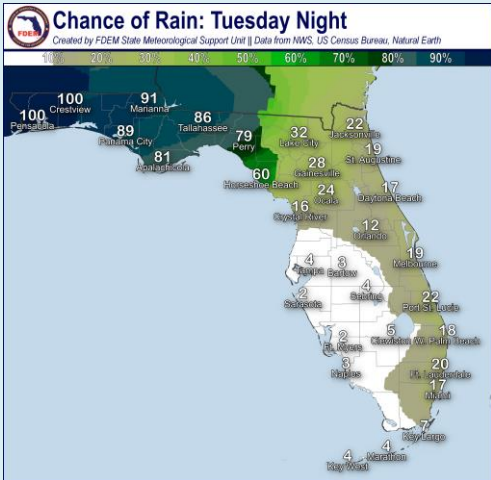 Chance of Rain: Tuesday Night
FDEM
Created by FDEM State Meteorological Support Unit || Data from NWS, US Census Bureau, Natural Earth
10% 20% 30% 40% 50% 60% 70% 80% 90%
100
Crestview
100
Pensacola
91
Marianna
89
Panama City
86
Tallahassee
81
Apalachicola
79
Perry
60
Horseshoe Beach
32
Lake City
22
Jacksonville
19
St. Augustine
28
Gainesville
24
Ocala
17
Daytona Beach
16
Crystal River
12
Orlando
19
Melbourne
4
Tampa
3
Bartow
4
Sebring
2
Sarasota
22
Port St. Lucie
2
Ft. Myers
5
Clewiston
18
W. Palm Beach
3
Naples
20
Ft. Lauderdale
17
Miami
7
Key Largo
4
Marathon
4
Key West